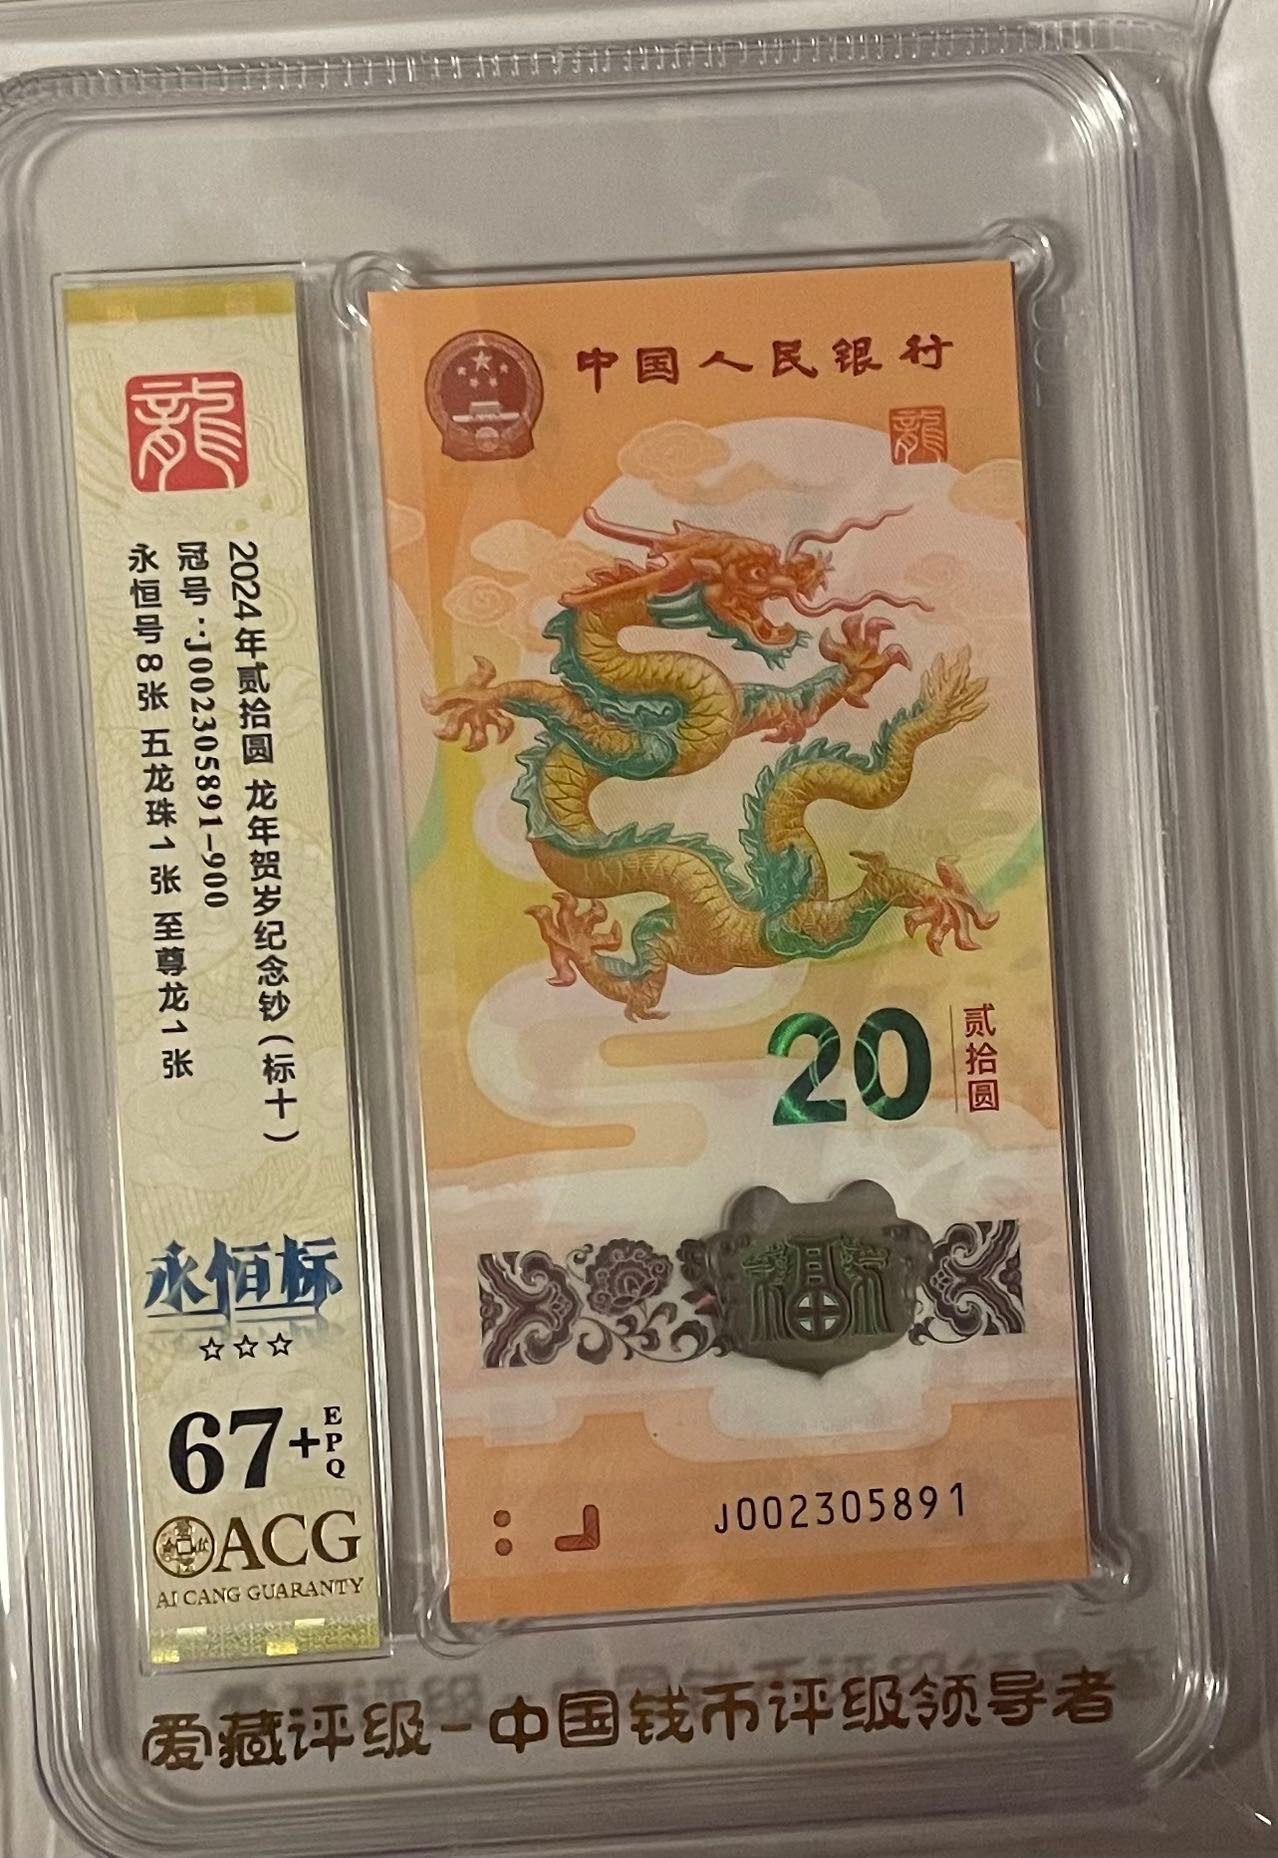 龍
2024年贰拾圆 龙年贺岁纪念钞(标十)
冠号:J002305891-900
永恒号8张 五龙珠1张 至尊龙1张
永恒标
☆☆☆
67+EPQ
ACG
AI CANG GUARANTY
中国人民银行
龍
20
贰拾圆
福
J002305891
爱藏评级-中国钱币评级领导者